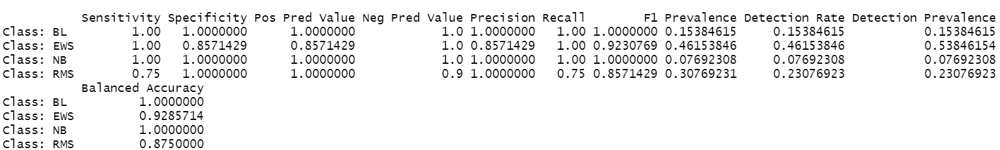 Sensitivity Specificity Pos Pred Value Neg Pred Value Precision Recall F1 Prevalence Detection Rate Detection Prevalence
Class: BL 1.00 1.0000000 1.0000000 1.0 1.0000000 1.00 1.0000000 0.15384615 0.15384615 0.15384615
Class: EWS 1.00 0.8571429 0.8571429 1.0 0.8571429 1.00 0.9230769 0.46153846 0.46153846 0.53846154
Class: NB 1.00 1.0000000 1.0000000 1.0 1.0000000 1.00 1.0000000 0.07692308 0.07692308 0.07692308
Class: RMS 0.75 1.0000000 1.0000000 0.9 1.0000000 0.75 0.8571429 0.30769231 0.23076923 0.23076923
Balanced Accuracy
Class: BL 1.0000000
Class: EWS 0.9285714
Class: NB 1.0000000
Class: RMS 0.8750000